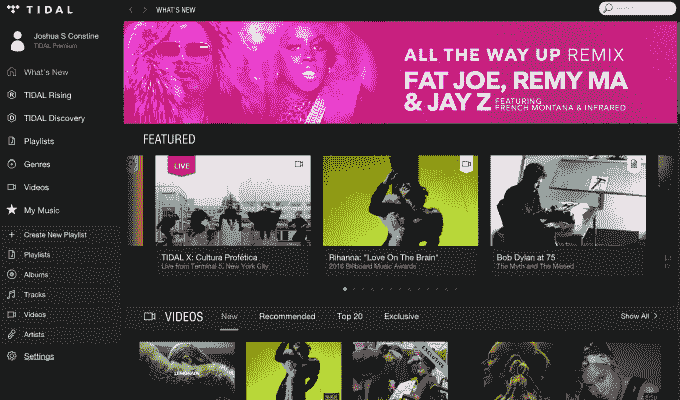 TIDAL
WHAT'S NEW
Joshua S Constine
TIDAL Premium
What's New
TIDAL Rising
TIDAL Discovery
Playlists
Genres
Videos
My Music
Create New Playlist
Playlists
Albums
Tracks
Videos
Artists
Settings
ALL THE WAY UP REMIX
FAT JOE, REMY MA
& JAY Z FEATURING
FRENCH MONTANA & INFRARED
FEATURED
LIVE
TIDAL X: Cultura Profética
Live from Terminal 5, New York City
Rihanna: "Love On The Brain"
2016 Billboard Music Awards
Bob Dylan at 75
The Myth and The Missed
VIDEOS
New
Recommended
Top 20
Exclusive
Show All
LEMONADE